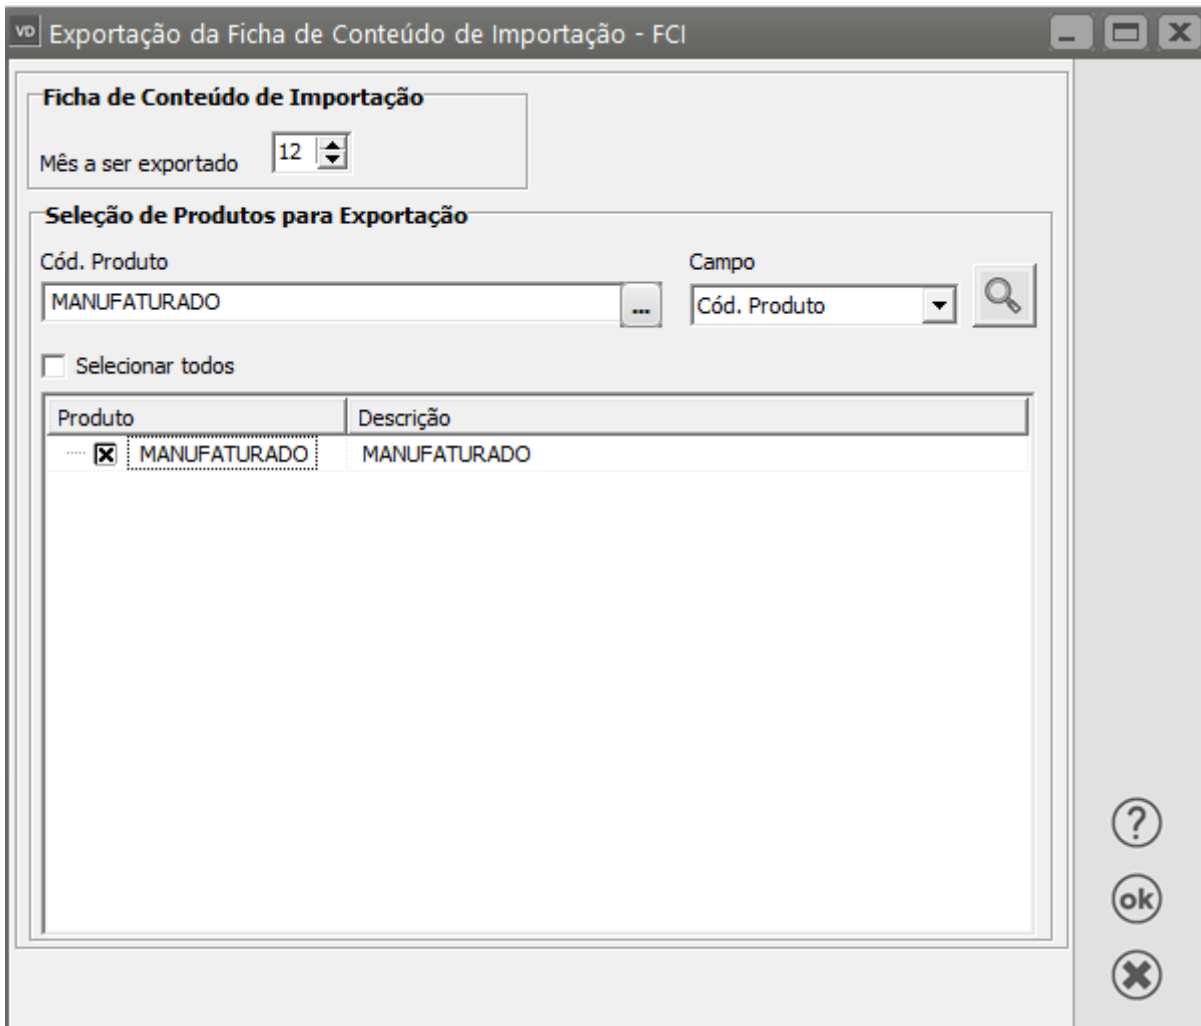 VD Exportação da Ficha de Conteúdo de Importação - FCI
Ficha de Conteúdo de Importação
Mês a ser exportado 12
Seleção de Produtos para Exportação
Cód. Produto Campo
MANUFATURADO ... Cód. Produto
Selecionar todos
Produto Descrição
MANUFATURADO MANUFATURADO
?
ok